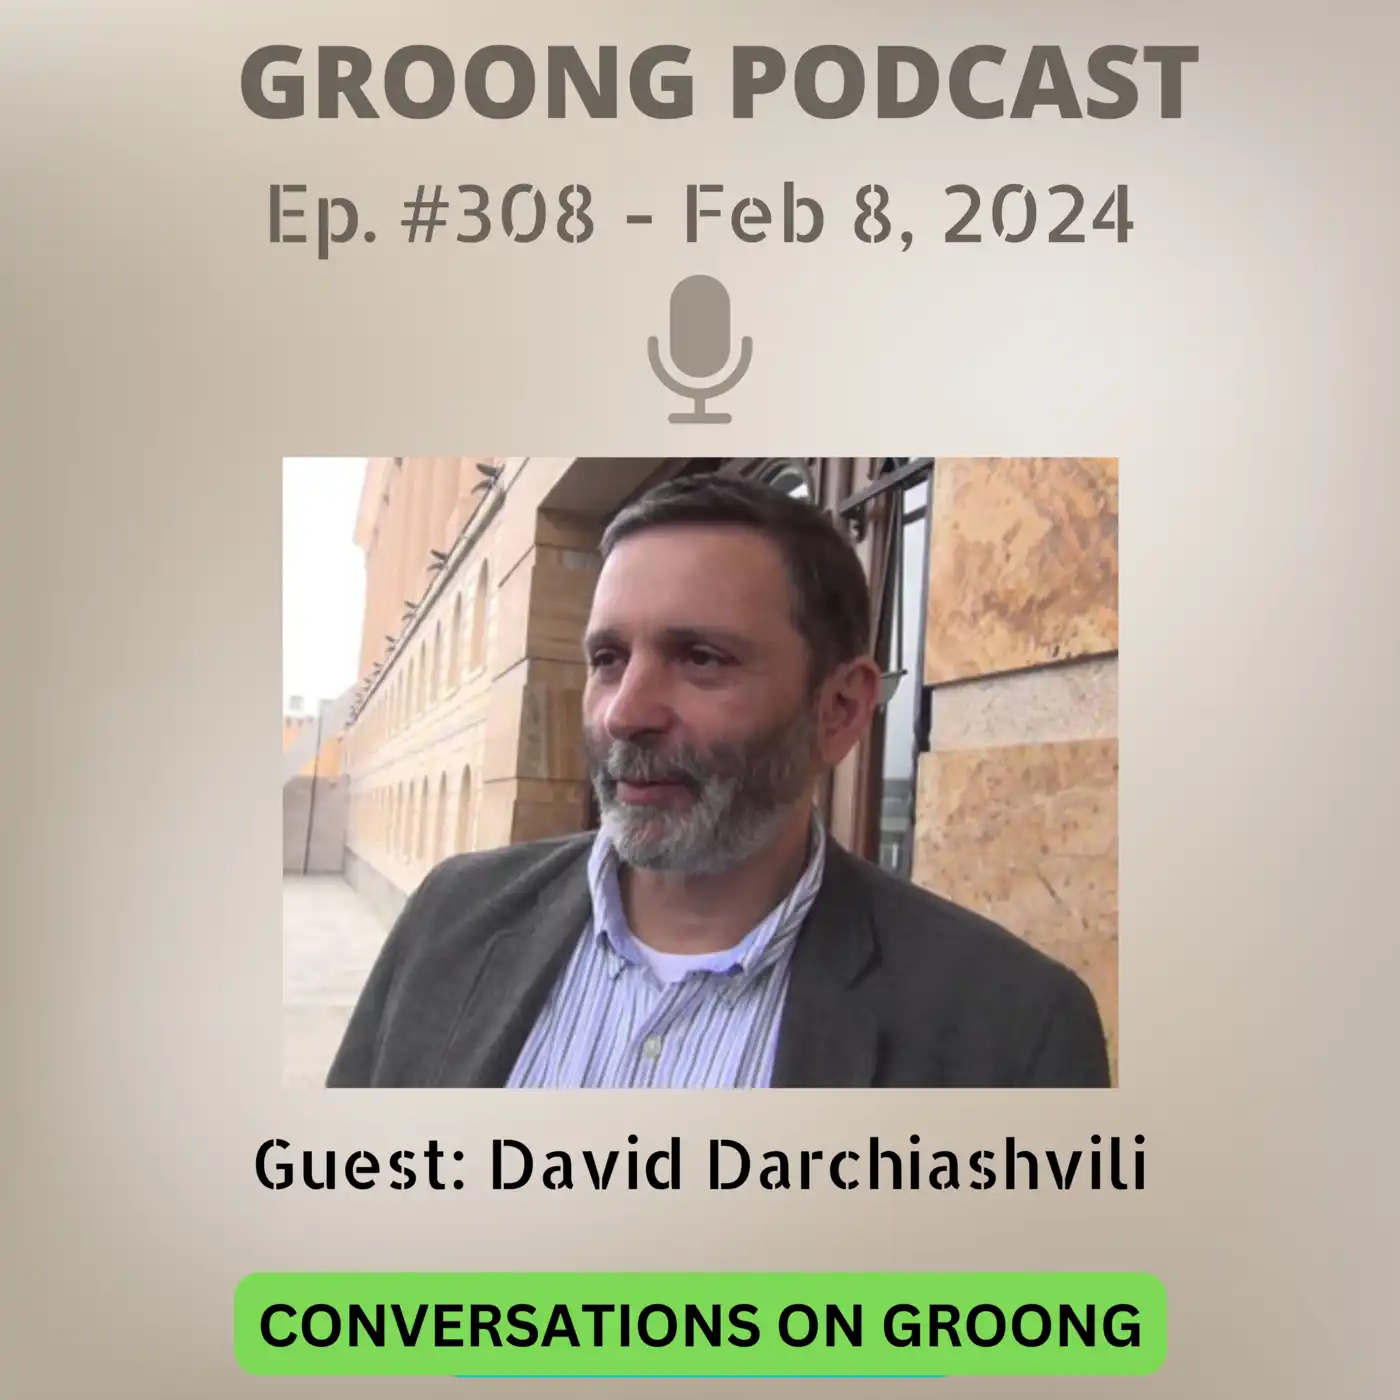 GROONG PODCAST
Ep. #308 - Feb 8, 2024
Guest: David Darchiashvili
CONVERSATIONS ON GROONG